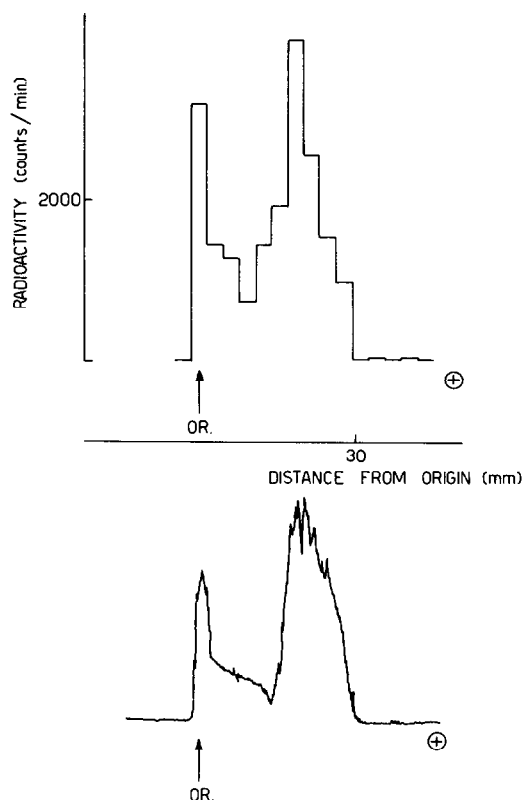 RADIOACTIVITY (counts/min)
2000
⊕
OR.
30
DISTANCE FROM ORIGIN (mm)
⊕
OR.